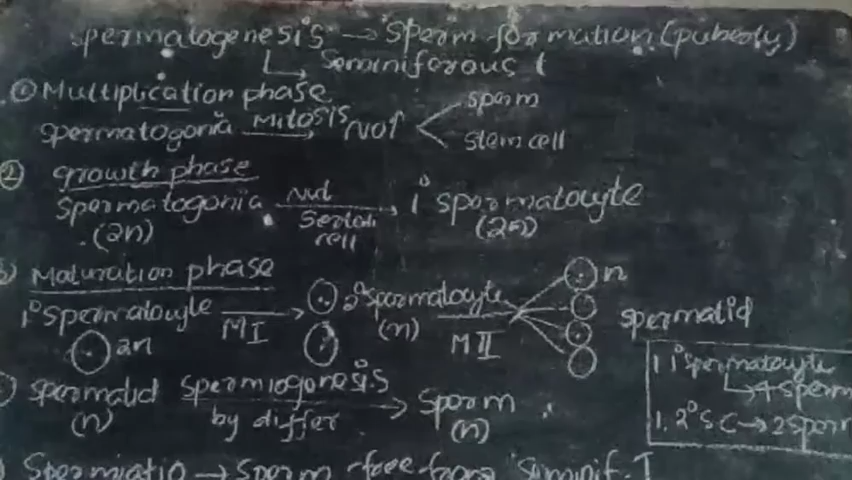 spermatogenesis → sperm formation (puberty)
↳ Seminiferous t
① Multiplication phase
spermatogonia Mitosis → No↑ < sperm
stem cell
② growth phase
Spermatogonia Nut Sertoli cell → 1° spermatocyte
(2n) (2n)
) Maturation phase
1° spermatocyte MI → 2° spermatocyte MII n
2n (n) spermatid
1 1° spermatocyte
↳ 4 sperm
1. 2° S C → 2 sperm
) spermatid spermiogenesis by differ → sperm
(n) (n)
) Spermiatio → sperm free from seminif. T